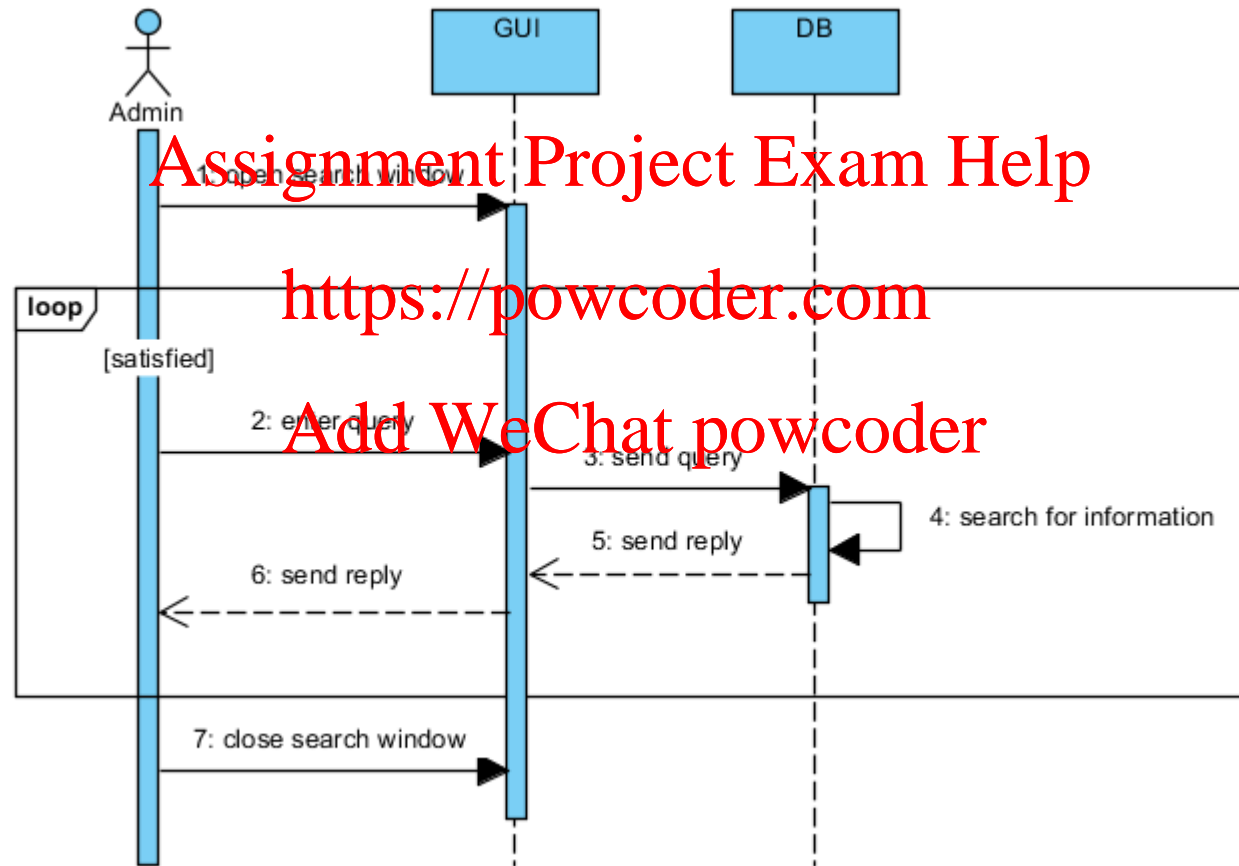 GUI
DB
Admin
Assignment Project Exam Help
1: open search window
https://powcoder.com
loop
[satisfied]
2: enter query
Add WeChat powcoder
3: send query
4: search for information
5: send reply
6: send reply
7: close search window